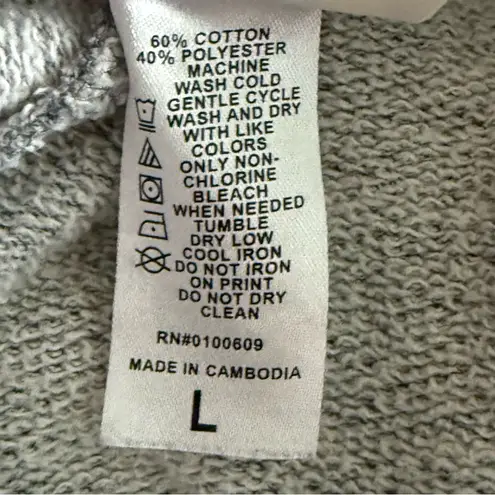 60% COTTON
40% POLYESTER
MACHINE
WASH COLD
GENTLE CYCLE
WASH AND DRY
WITH LIKE
COLORS
ONLY NON-
CHLORINE
BLEACH
WHEN NEEDED
TUMBLE
DRY LOW
COOL IRON
DO NOT IRON
ON PRINT
DO NOT DRY
CLEAN
RN#0100609
MADE IN CAMBODIA
L